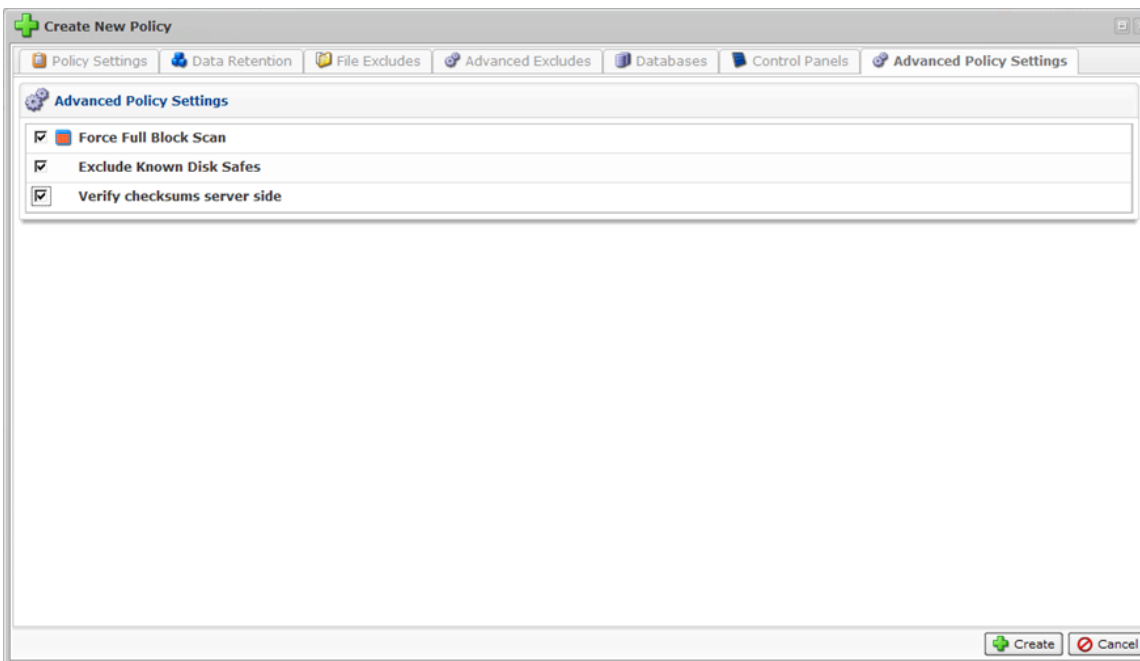 Create New Policy
Policy Settings Data Retention File Excludes Advanced Excludes Databases Control Panels Advanced Policy Settings
Advanced Policy Settings
Force Full Block Scan
Exclude Known Disk Safes
Verify checksums server side
Create Cancel